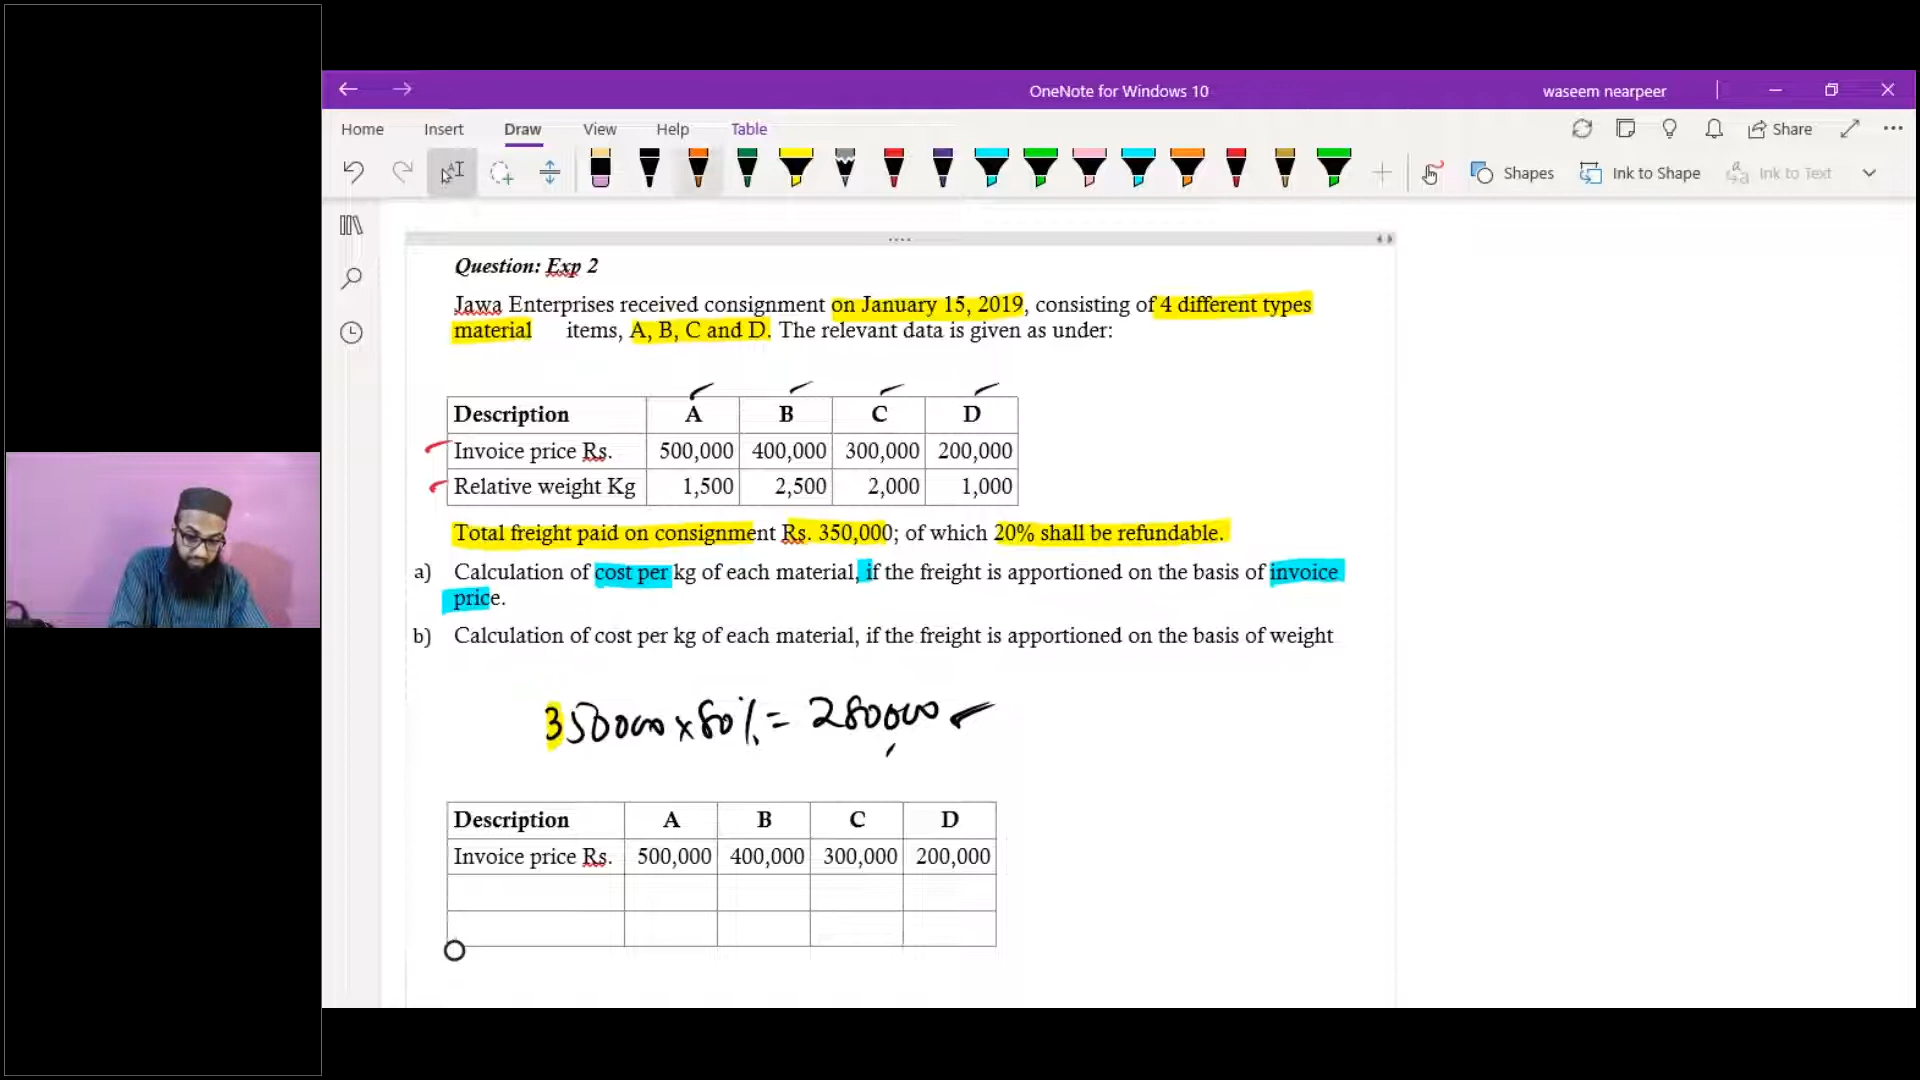 OneNote for Windows 10
waseem nearpeer
Home Insert Draw View Help Table
Share
Shapes Ink to Shape Ink to Text
Question: Exp 2
Jawa Enterprises received consignment on January 15, 2019, consisting of 4 different types
material items, A, B, C and D. The relevant data is given as under:
Description A B C D
Invoice price Rs. 500,000 400,000 300,000 200,000
Relative weight Kg 1,500 2,500 2,000 1,000
Total freight paid on consignment Rs. 350,000; of which 20% shall be refundable.
a) Calculation of cost per kg of each material, if the freight is apportioned on the basis of invoice
price.
b) Calculation of cost per kg of each material, if the freight is apportioned on the basis of weight
350000 x 80% = 280000
Description A B C D
Invoice price Rs. 500,000 400,000 300,000 200,000